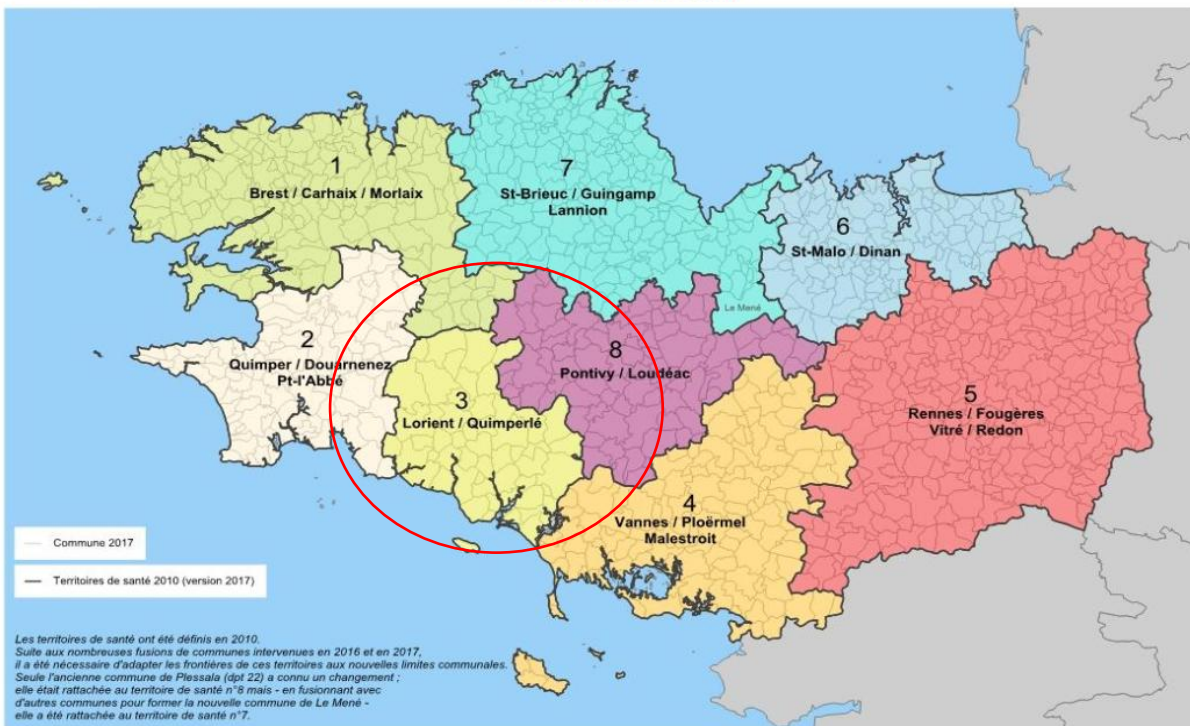 1
Brest / Carhaix / Morlaix
7
St-Brieuc / Guingamp
Lannion
6
St-Malo / Dinan
Le Mené
2
Quimper / Douarnenez
Pt-l'Abbé
8
Pontivy / Loudéac
3
Lorient / Quimperlé
5
Rennes / Fougères
Vitré / Redon
4
Vannes / Ploërmel
Malestroit
Commune 2017
Territoires de santé 2010 (version 2017)
Les territoires de santé ont été définis en 2010.
Suite aux nombreuses fusions de communes intervenues en 2016 et en 2017,
il a été nécessaire d'adapter les frontières de ces territoires aux nouvelles limites communales.
Seule l'ancienne commune de Plessala (dpt 22) a connu un changement ;
elle était rattachée au territoire de santé n°8 mais - en fusionnant avec
d'autres communes pour former la nouvelle commune de Le Mené -
elle a été rattachée au territoire de santé n°7.